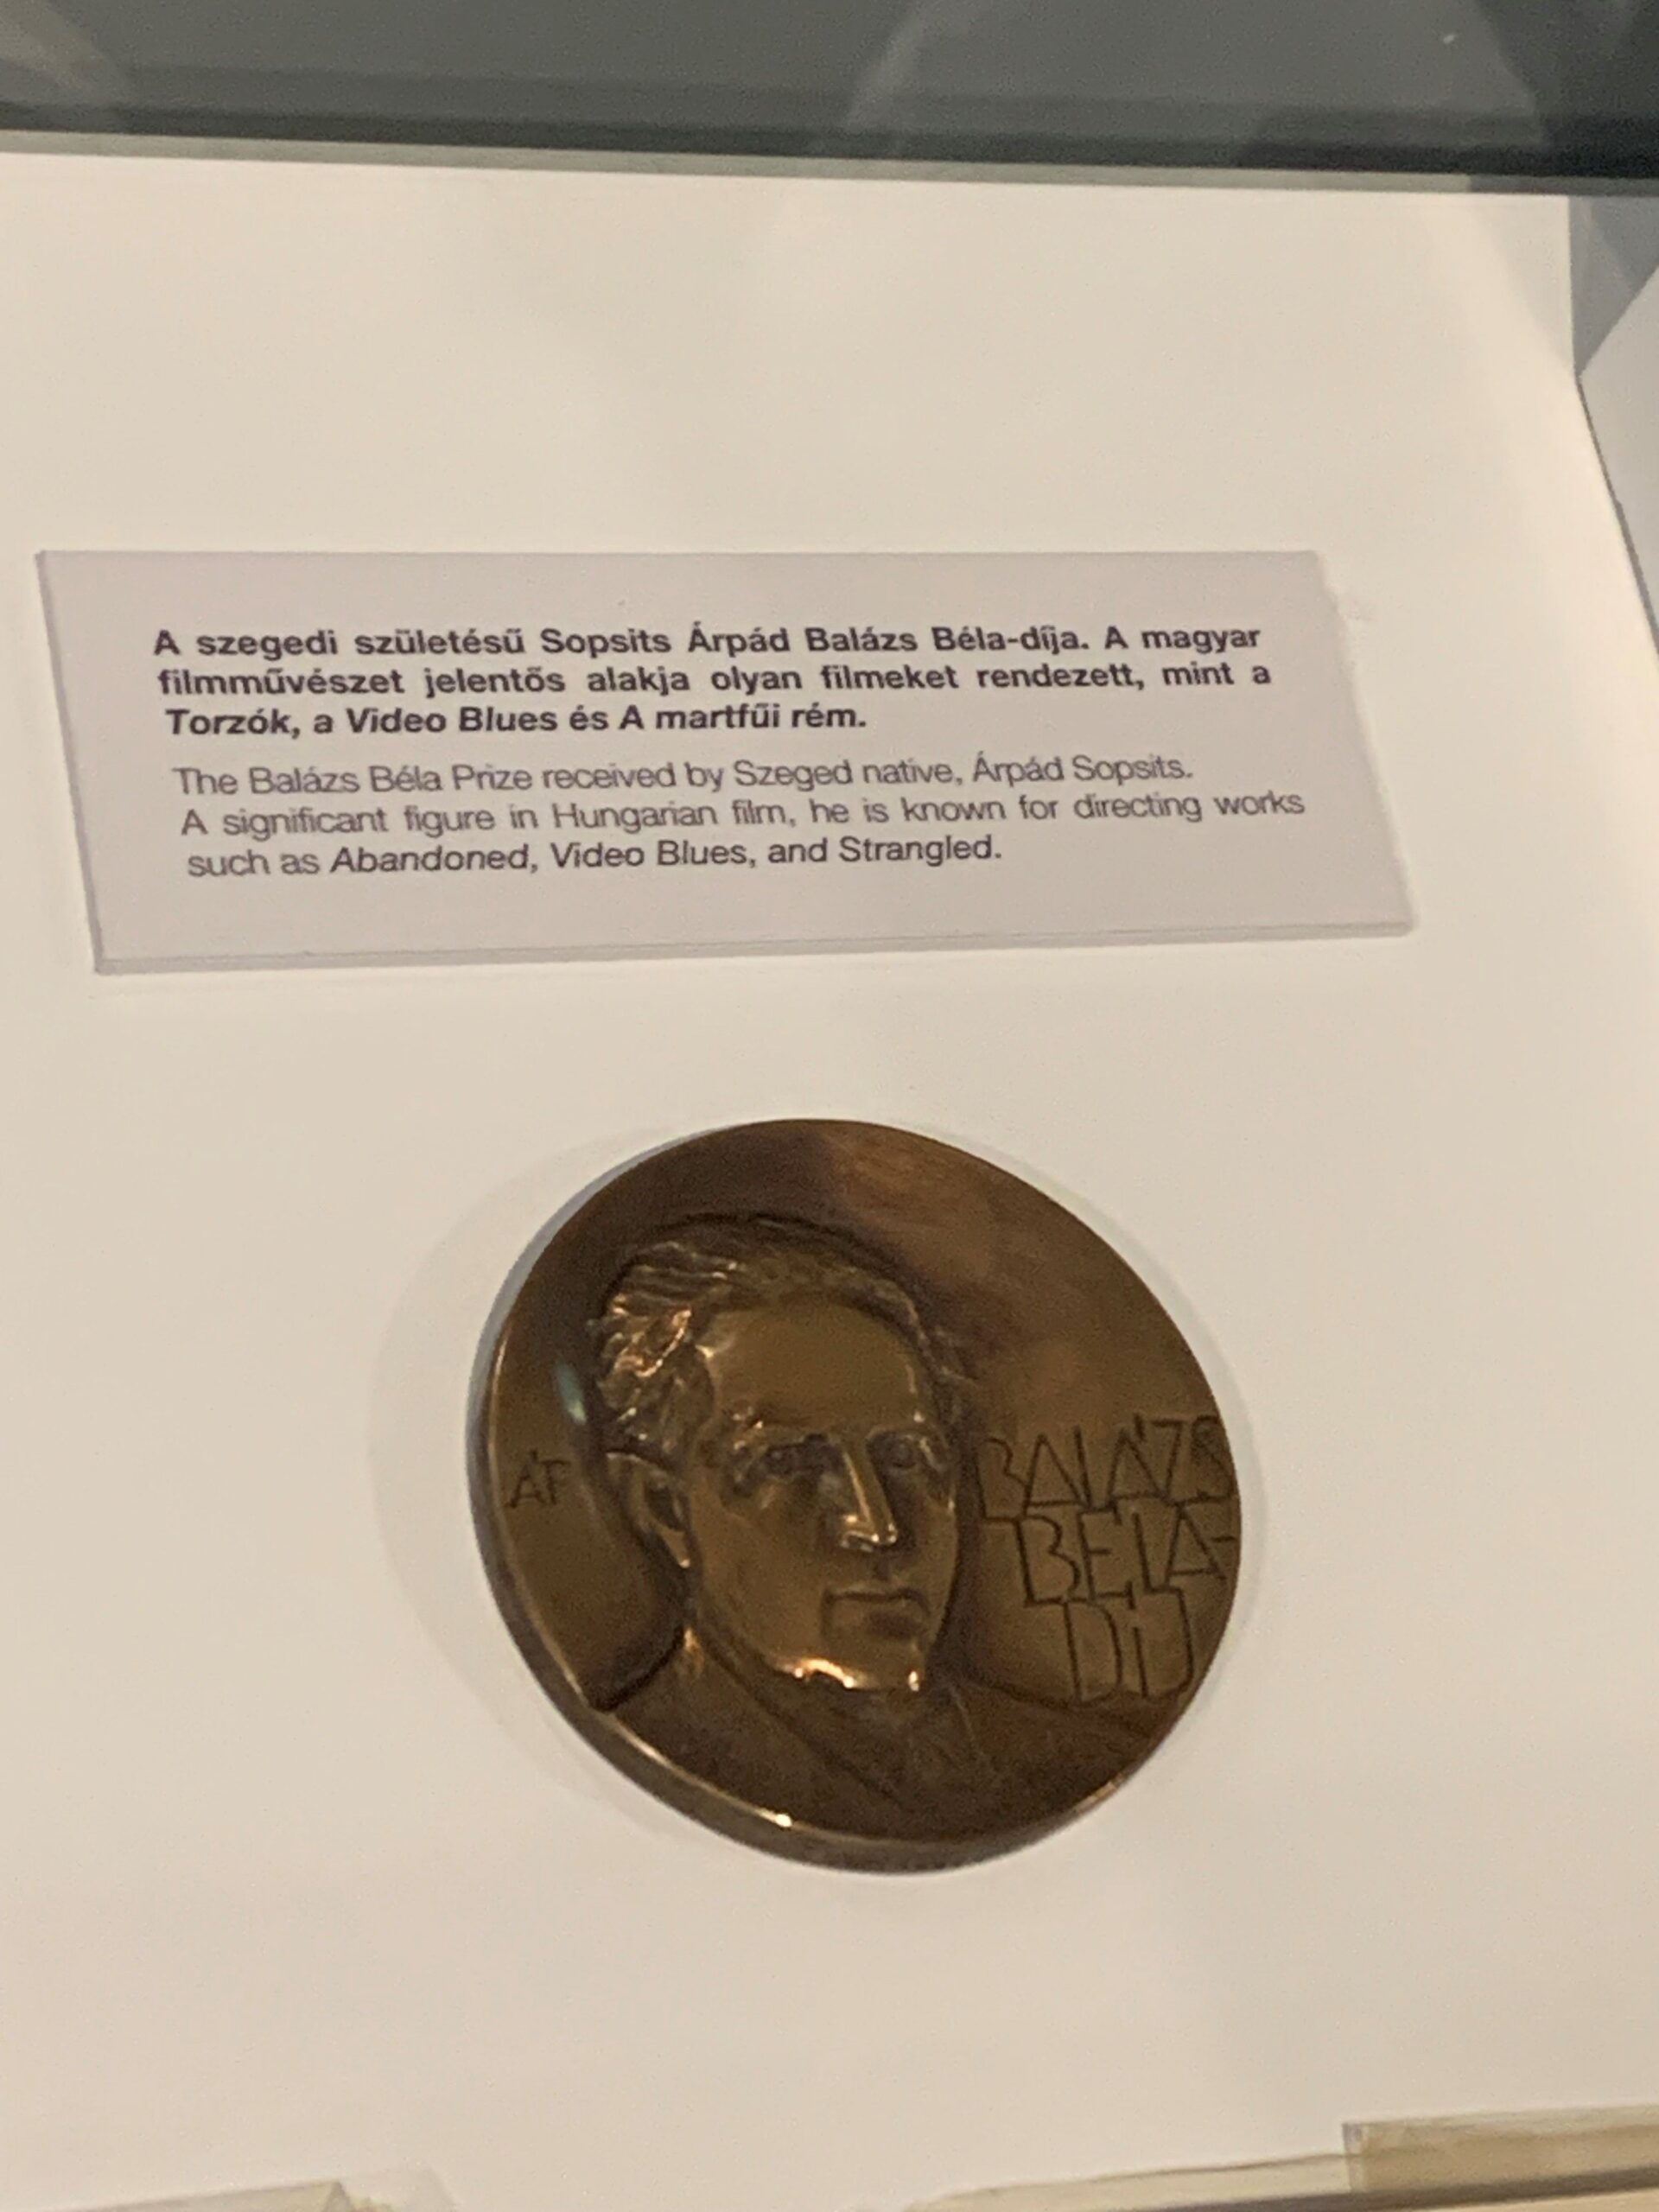 A szegedi születésű Sopsits Árpád Balázs Béla-díja. A magyar
filmművészet jelentős alakja olyan filmeket rendezett, mint a
Torzók, a Video Blues és A martfűi rém.
The Balázs Béla Prize received by Szeged native, Árpád Sopsits.
A significant figure in Hungarian film, he is known for directing works
such as Abandoned, Video Blues, and Strangled.
ÁF
BALÁZS
BÉLA-
DÍJ